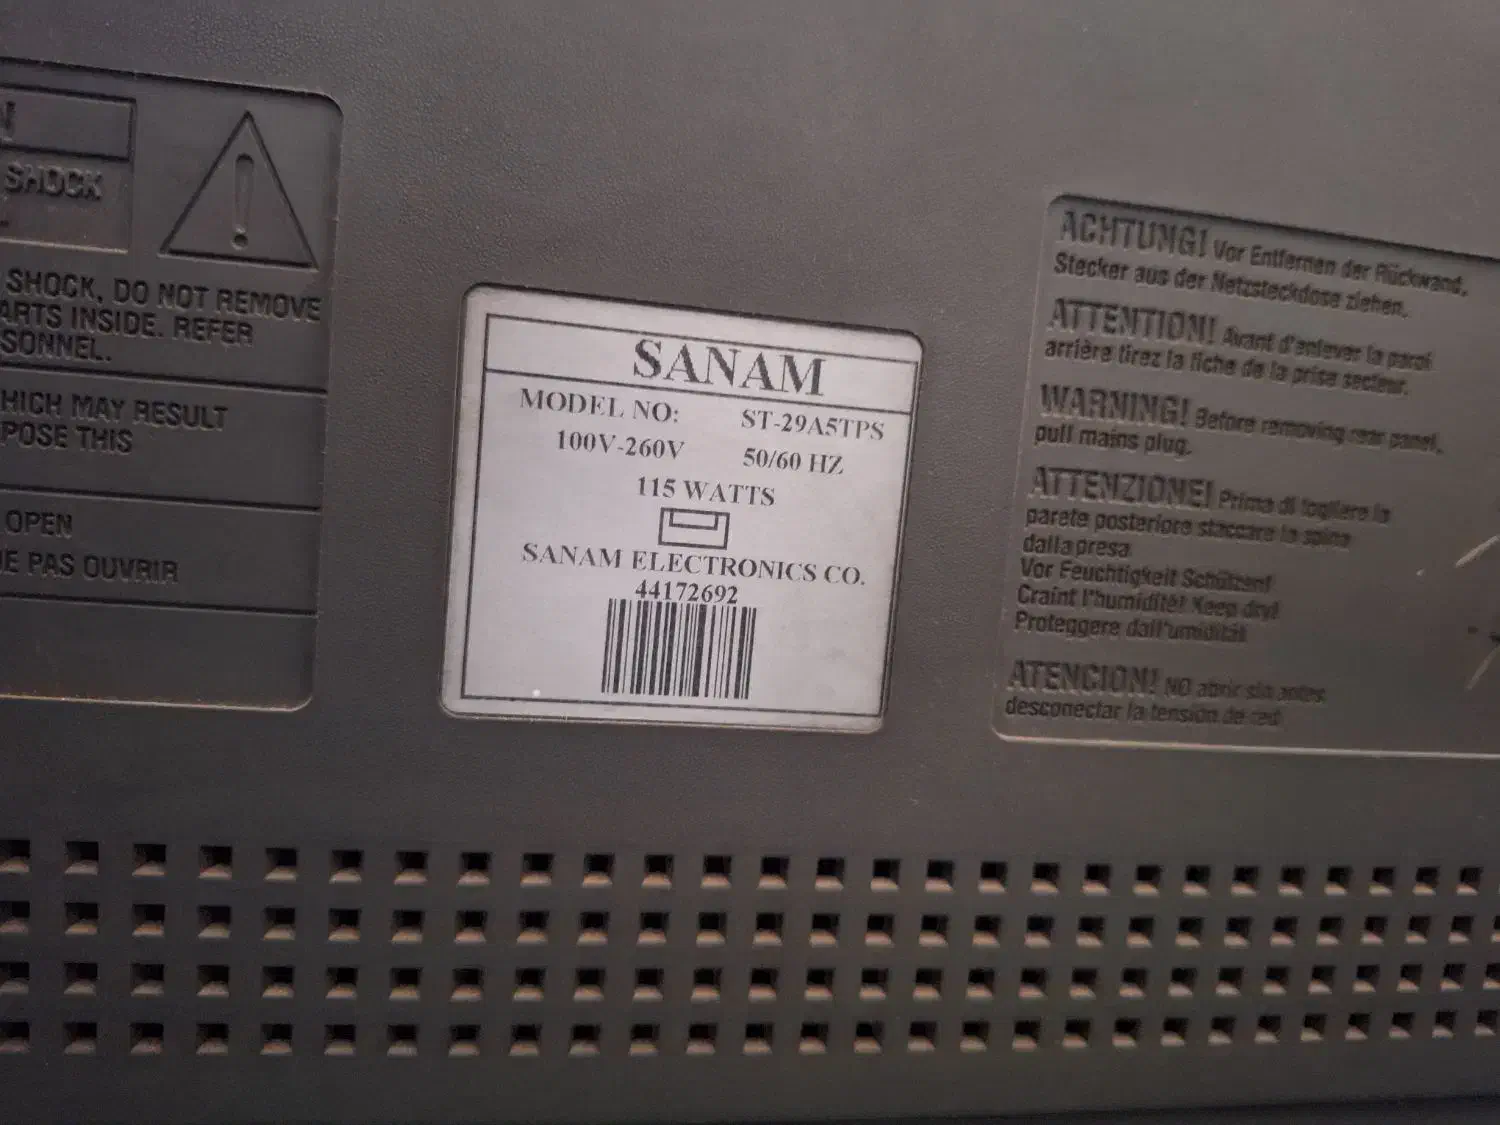 SHOCK
SHOCK, DO NOT REMOVE
ARTS INSIDE. REFER
SONNEL.
HICH MAY RESULT
POSE THIS
OPEN
NE PAS OUVRIR
SANAM
MODEL NO: ST-29A5TPS
100V-260V 50/60 HZ
115 WATTS
SANAM ELECTRONICS CO.
44172692
ACHTUNG! Vor Entfernen der Rückwand,
Stecker aus der Netzsteckdose ziehen.
ATTENTION! Avant d'enlever la paroi
arrière tirez la fiche de la prise secteur.
WARNING! Before removing rear panel,
pull mains plug.
ATTENZIONE! Prima di togliere la
parete posteriore staccare la spina
dalla presa
Vor Feuchtigkeit Schützen!
Craint l'humidité! Keep dry!
Proteggere dall'umidità!
ATENCION! NO abrir sin antes
desconectar la tensión de red.